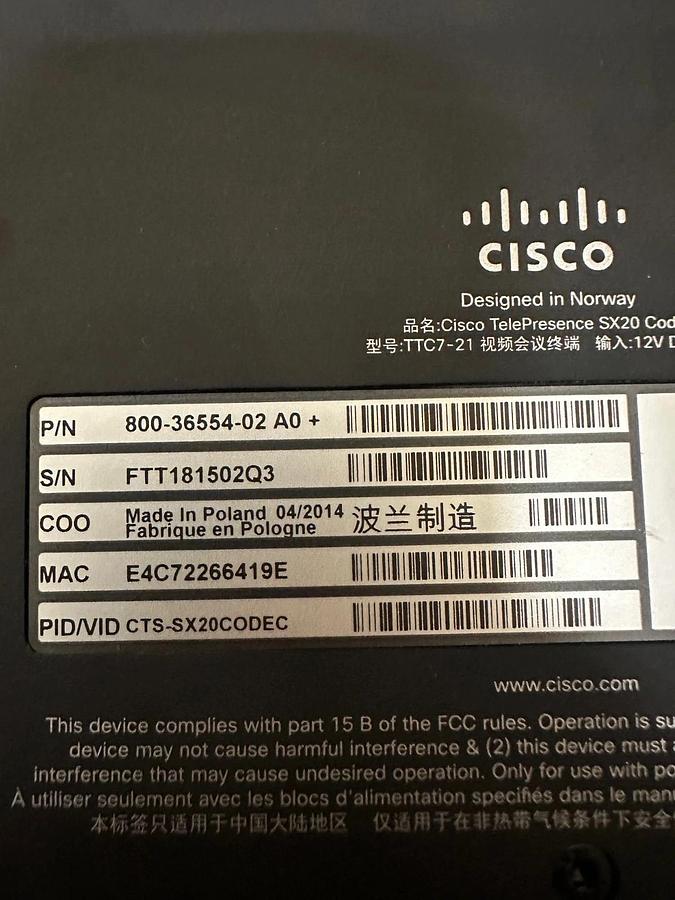 CISCO
Designed in Norway
品名:Cisco TelePresence SX20 Cod
型号:TTC7-21 视频会议终端 输入:12V D
P/N 800-36554-02 A0 +
S/N FTT181502Q3
COO Made In Poland 04/2014 波兰制造
Fabrique en Pologne
MAC E4C72266419E
PID/VID CTS-SX20CODEC
www.cisco.com
This device complies with part 15 B of the FCC rules. Operation is su
device may not cause harmful interference & (2) this device must a
interference that may cause undesired operation. Only for use with po
À utiliser seulement avec les blocs d'alimentation specifiés dans le manu
本标签只适用于中国大陆地区 仅适用于在非热带气候条件下安全